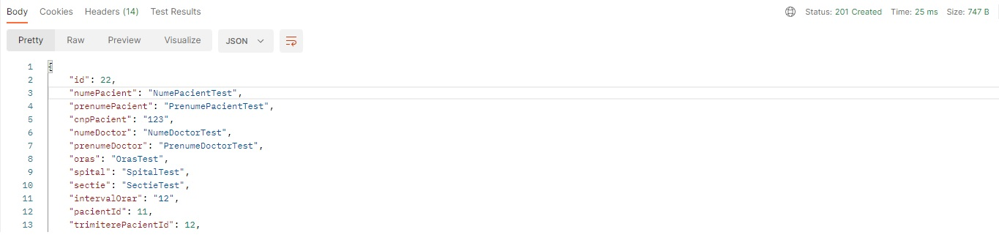 Body Cookies Headers (14) Test Results Status: 201 Created Time: 25 ms Size: 747 B
Pretty Raw Preview Visualize JSON
1 {
2 "id": 22,
3 "numePacient": "NumePacientTest",
4 "prenumePacient": "PrenumePacientTest",
5 "cnpPacient": "123",
6 "numeDoctor": "NumeDoctorTest",
7 "prenumeDoctor": "PrenumeDoctorTest",
8 "oras": "OrasTest",
9 "spital": "SpitalTest",
10 "sectie": "SectieTest",
11 "intervalOrar": "12",
12 "pacientId": 11,
13 "trimiterePacientId": 12,